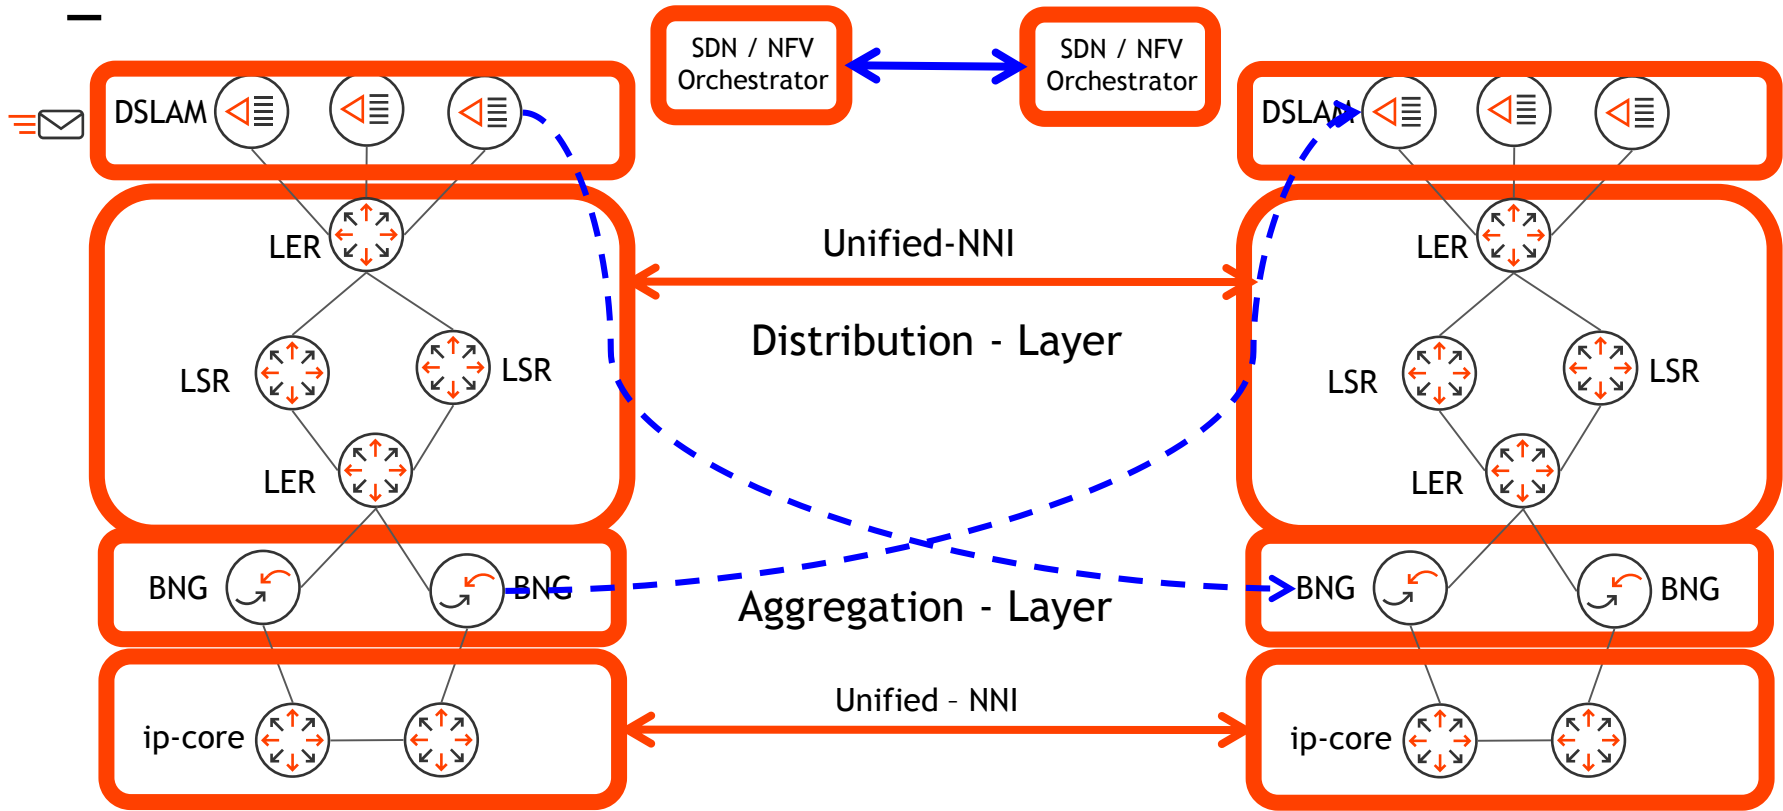 SDN / NFV
Orchestrator
SDN / NFV
Orchestrator
DSLAM
DSLAM
LER
Unified-NNI
LER
Distribution - Layer
LSR
LSR
LSR
LSR
LER
LER
BNG
BNG
BNG
BNG
Aggregation - Layer
Unified - NNI
ip-core
ip-core